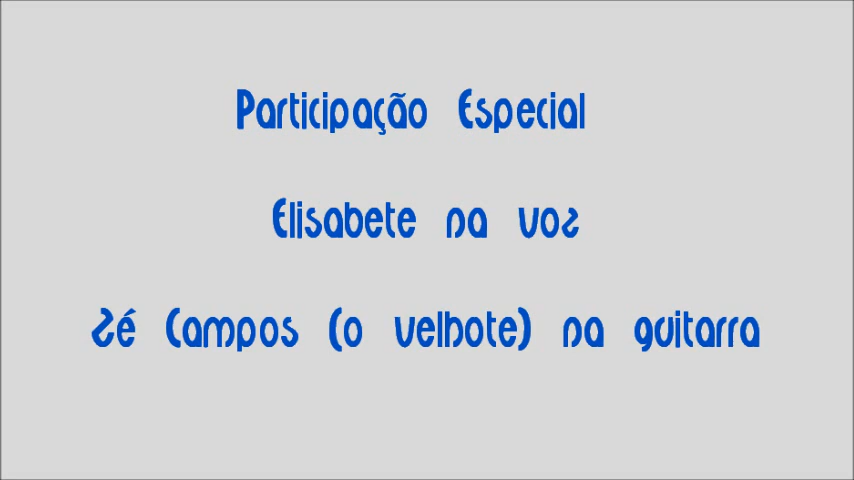 Participação Especial
Elisabete na voz
Zé Campos (o velhote) na guitarra